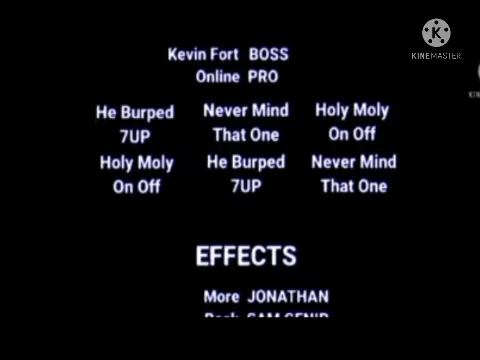 KINEMASTER
Kevin Fort BOSS
Online PRO
He Burped Never Mind Holy Moly
7UP That One On Off
Holy Moly He Burped Never Mind
On Off 7UP That One
EFFECTS
More JONATHAN